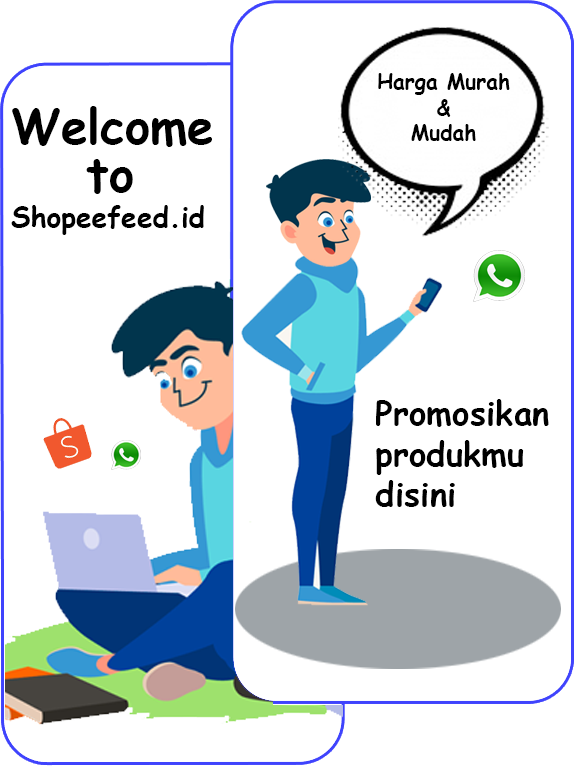 Welcome
to
Shopeefeed.id
S
Harga Murah
&
Mudah
Promosikan
produkmu
disini